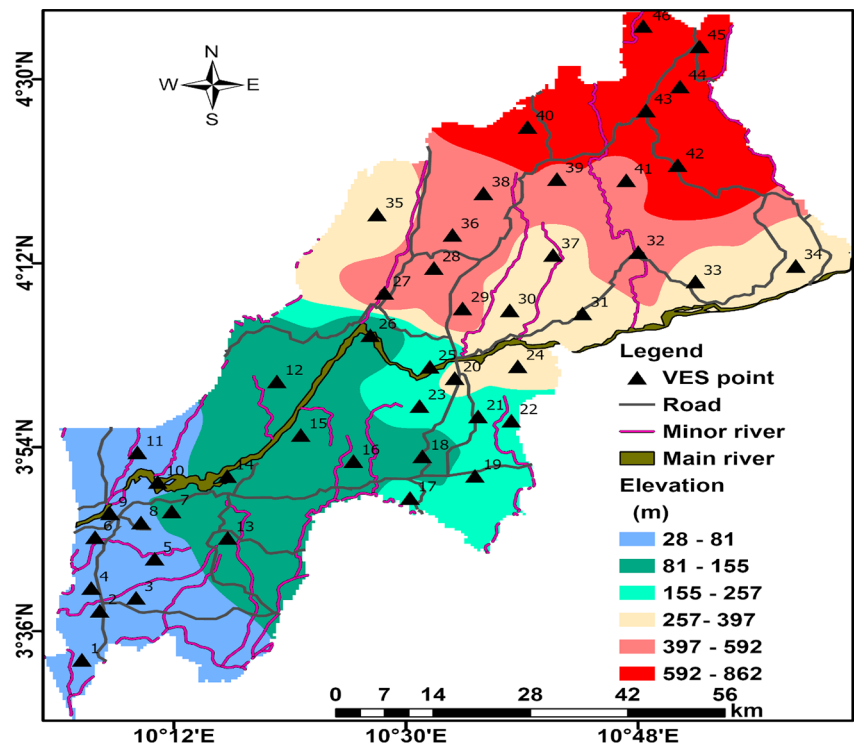 46
45
N
4°30'N
W E
44
S
43
40
42
39
41
38
35
36
37
32
4°12'N
28
34
33
27
29
30
31
26
25
24
12
20
Legend
VES point
23
Road
21
22
15
Minor river
3°54'N
11
18
16
Main river
10
14
19
Elevation
17
9
7
8
(m)
6
13
28 - 81
5
81 - 155
4
3
155 - 257
2
257- 397
3°36'N
397 - 592
1
592 - 862
0 7 14 28 42 56
km
10°12'E 10°30'E 10°48'E